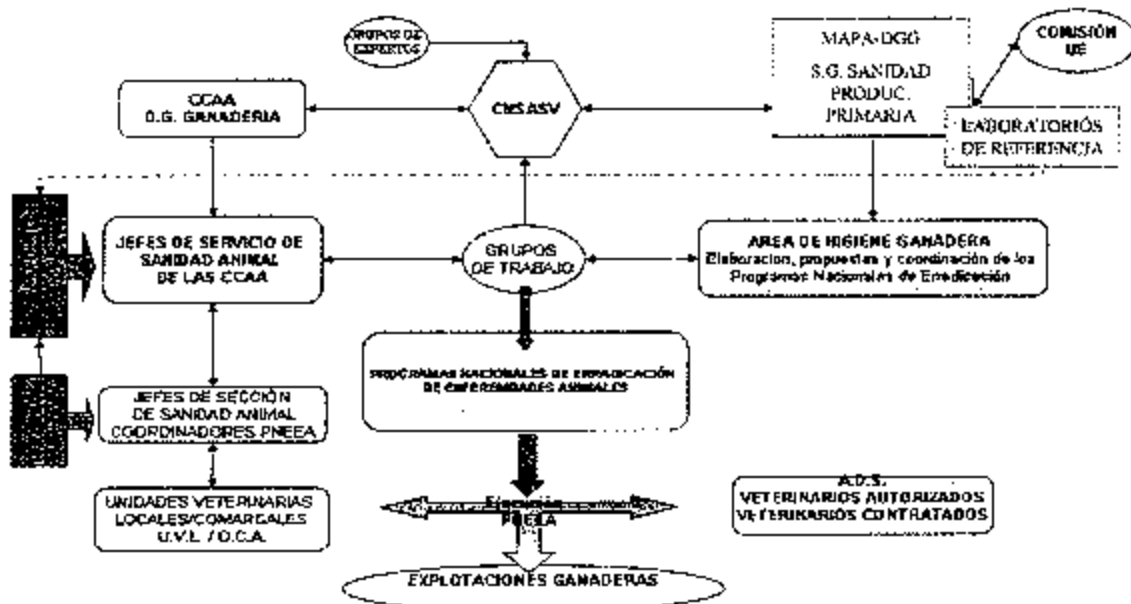 GRUPOS DE
EXPERTOS
MAPA-DGG
S.G. SANIDAD
PRODUC.
PRIMARIA
COMISIÓN
UE
CCAA
D.G. GANADERIA
CNSASV
LABORATORIOS
DE REFERENCIA
JEFES DE SERVICIO DE
SANIDAD ANIMAL
DE LAS CCAA
GRUPOS
DE TRABAJO
AREA DE HIGIENE GANADERA
Elaboracion, propuestas y coordinación de los
Programas Nacionales de Erradicación
PROGRAMAS NACIONALES DE ERRADICACIÓN
DE ENFERMEDADES ANIMALES
JEFES DE SECCIÓN
DE SANIDAD ANIMAL
COORDINADORES PNEEA
UNIDADES VETERINARIAS
LOCALES/COMARCALES
U.V.L. / O.C.A.
Ejecución
PNEEA
A.D.S.
VETERINARIOS AUTORIZADOS
VETERINARIOS CONTRATADOS
EXPLOTACIONES GANADERAS